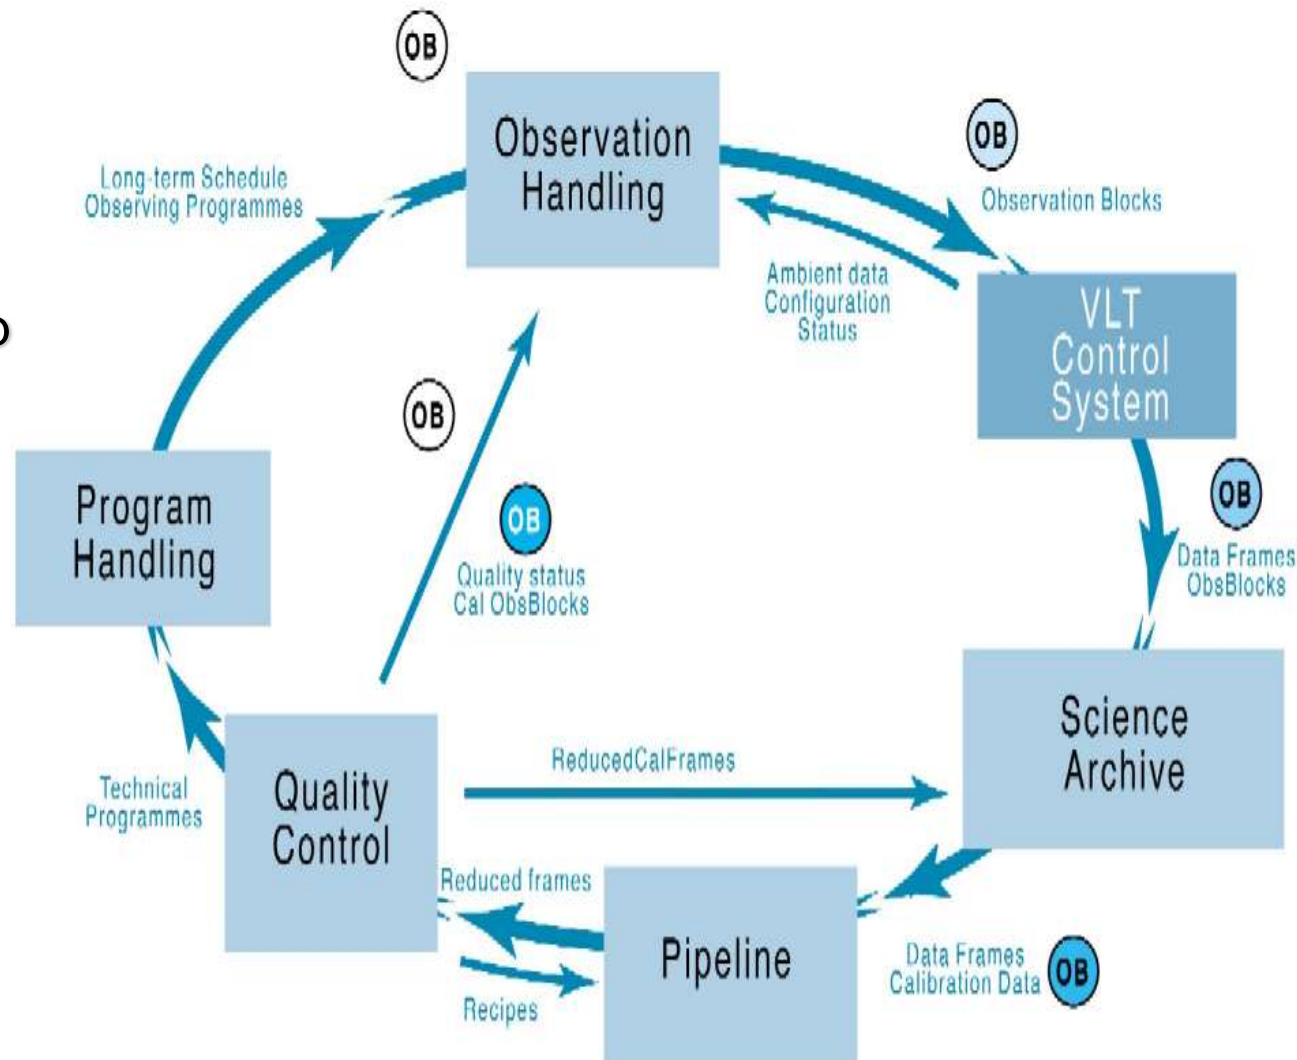 OB
Observation
Handling
OB
Long-term Schedule
Observing Programmes
Observation Blocks
Ambient data
Configuration
Status
VLT
Control
System
OB
Program
Handling
OB
OB
Quality status
Cal ObsBlocks
Data Frames
ObsBlocks
Science
Archive
ReducedCalFrames
Technical
Programmes
Quality
Control
Reduced frames
Pipeline
Data Frames
Calibration Data
OB
Recipes